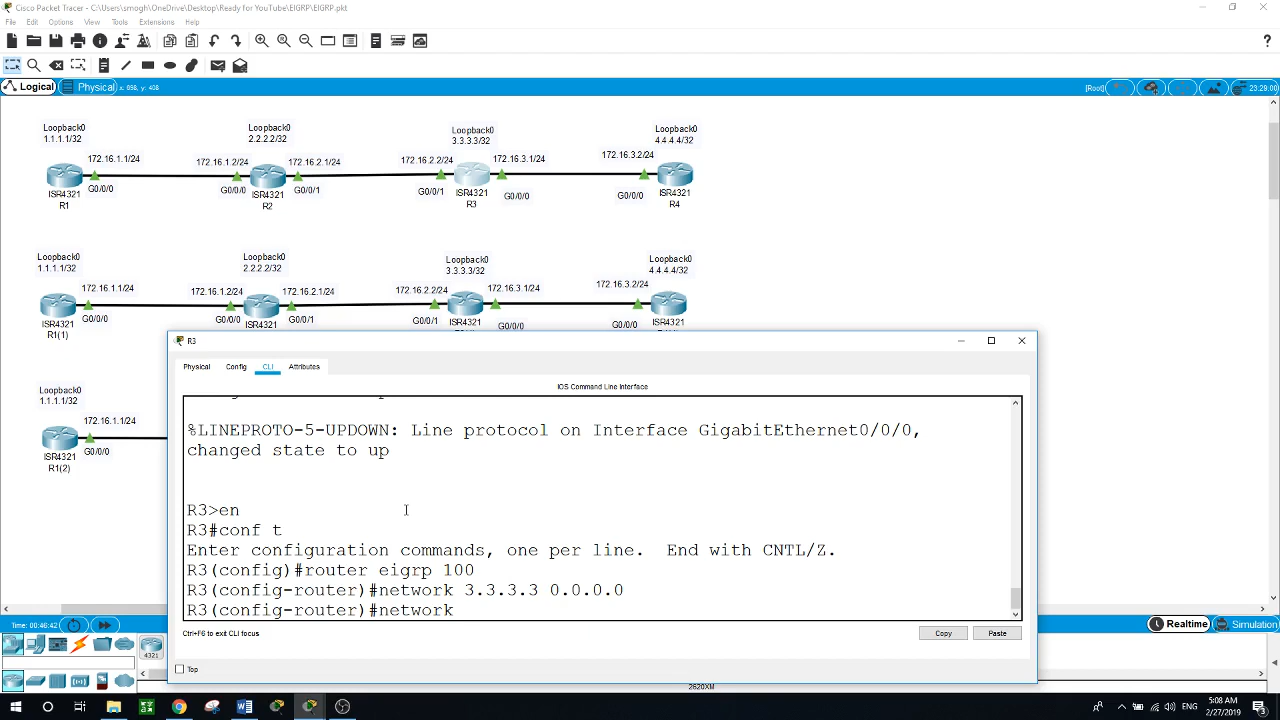 Cisco Packet Tracer - C:\Users\smogh\OneDrive\Desktop\Ready for YouTube\EIGRP\EIGRP.pkt
File Edit Options View Tools Extensions Help
Logical Physical x: 898, y: 408 [Root] 23:29:00
Loopback0 Loopback0 Loopback0 Loopback0
1.1.1.1/32 2.2.2.2/32 3.3.3.3/32 4.4.4.4/32
172.16.1.1/24 172.16.1.2/24 172.16.2.1/24 172.16.2.2/24 172.16.3.1/24 172.16.3.2/24
G0/0/0 G0/0/0 G0/0/1 G0/0/1 G0/0/0 G0/0/0
ISR4321 ISR4321 ISR4321 ISR4321
R1 R2 R3 R4
Loopback0 Loopback0 Loopback0 Loopback0
1.1.1.1/32 2.2.2.2/32 3.3.3.3/32 4.4.4.4/32
172.16.1.1/24 172.16.1.2/24 172.16.2.1/24 172.16.2.2/24 172.16.3.1/24 172.16.3.2/24
G0/0/0 G0/0/0 G0/0/1 G0/0/1 G0/0/0 G0/0/0
ISR4321 ISR4321 ISR4321 ISR4321
R1(1)
Loopback0
1.1.1.1/32
172.16.1.1/24
G0/0/0
ISR4321
R1(2)
R3
Physical Config CLI Attributes
IOS Command Line Interface
%LINEPROTO-5-UPDOWN: Line protocol on Interface GigabitEthernet0/0/0,
changed state to up
R3>en
R3#conf t
Enter configuration commands, one per line. End with CNTL/Z.
R3(config)#router eigrp 100
R3(config-router)#network 3.3.3.3 0.0.0.0
R3(config-router)#network
Ctrl+F6 to exit CLI focus Copy Paste
Top
Time: 00:46:42 Realtime Simulation
4321
2620XM
ENG 5:08 AM
2/27/2019 3